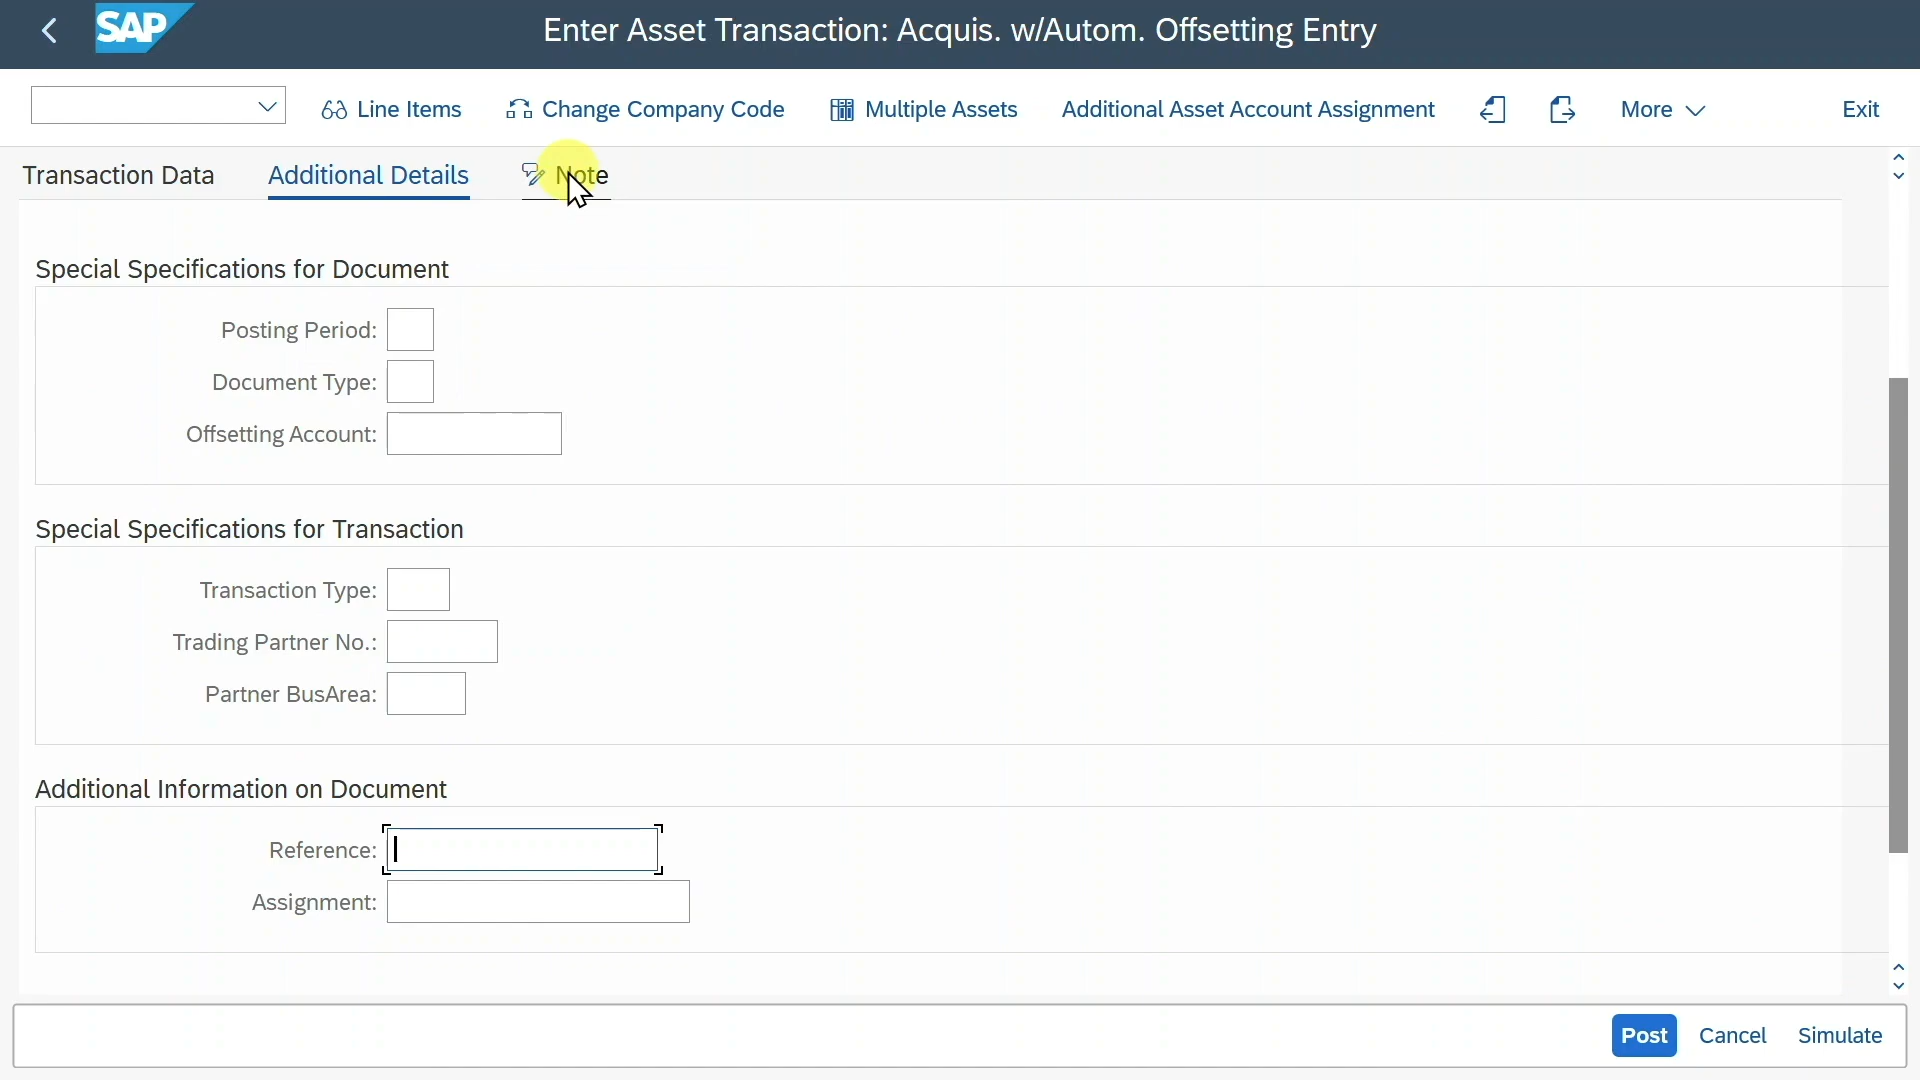 SAP
Enter Asset Transaction: Acquis. w/Autom. Offsetting Entry
Line Items
Change Company Code
Multiple Assets
Additional Asset Account Assignment
More
Exit
Transaction Data
Additional Details
Note
Special Specifications for Document
Posting Period:
Document Type:
Offsetting Account:
Special Specifications for Transaction
Transaction Type:
Trading Partner No.:
Partner BusArea:
Additional Information on Document
Reference:
Assignment:
Post
Cancel
Simulate